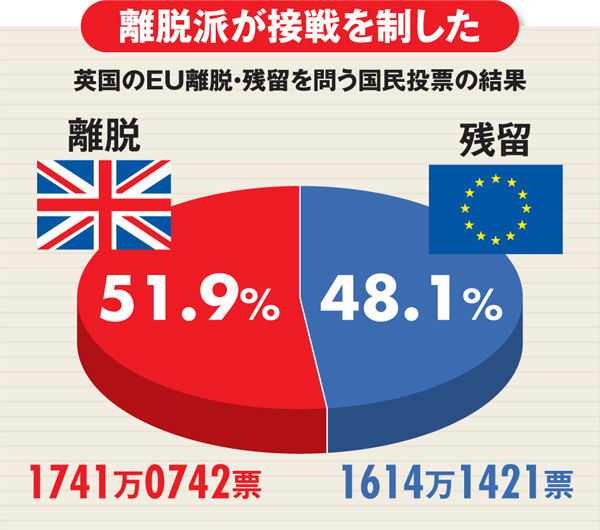 離脱派が接戦を制した
英国のEU離脱・残留を問う国民投票の結果
離脱
残留
51.9%
48.1%
1741万0742票
1614万1421票